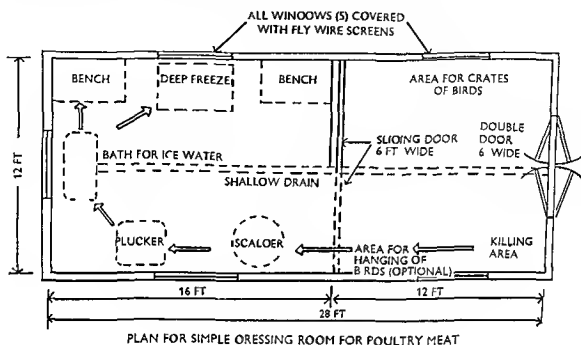 ALL WINOOWS (5) COVERED
WITH FLY WIRE SCREENS
BENCH
DEEP FREEZE
BENCH
AREA FOR CRATES
OF BIRDS
12 FT
BATH FOR ICE WATER
SLIOING DOOR
6 FT WIDE
DOUBLE
DOOR
6 WIDE
SHALLOW DRAIN
PLUCKER
ISCALOER
AREA FOR
HANGING OF
BIRDS (OPTIONAL)
KILLING
AREA
16 FT
12 FT
28 FT
PLAN FOR SIMPLE ORESSING ROOM FOR POULTRY MEAT